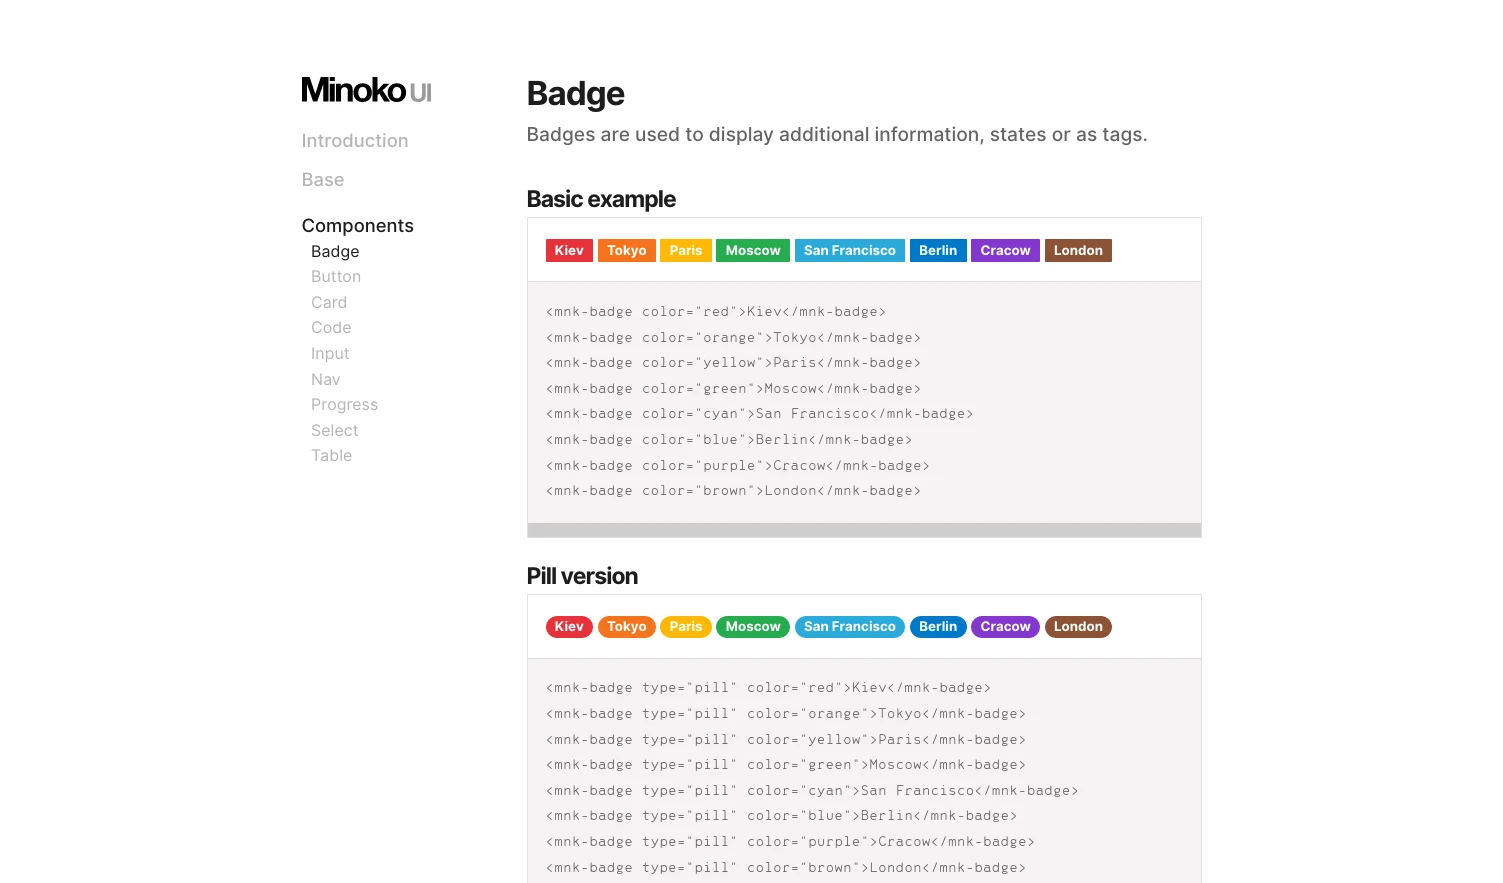 Minoko UI
Introduction
Base
Components
Badge
Button
Card
Code
Input
Nav
Progress
Select
Table
Badge
Badges are used to display additional information, states or as tags.
Basic example
Kiev Tokyo Paris Moscow San Francisco Berlin Cracow London
<mnk-badge color="red">Kiev</mnk-badge>
<mnk-badge color="orange">Tokyo</mnk-badge>
<mnk-badge color="yellow">Paris</mnk-badge>
<mnk-badge color="green">Moscow</mnk-badge>
<mnk-badge color="cyan">San Francisco</mnk-badge>
<mnk-badge color="blue">Berlin</mnk-badge>
<mnk-badge color="purple">Cracow</mnk-badge>
<mnk-badge color="brown">London</mnk-badge>
Pill version
Kiev Tokyo Paris Moscow San Francisco Berlin Cracow London
<mnk-badge type="pill" color="red">Kiev</mnk-badge>
<mnk-badge type="pill" color="orange">Tokyo</mnk-badge>
<mnk-badge type="pill" color="yellow">Paris</mnk-badge>
<mnk-badge type="pill" color="green">Moscow</mnk-badge>
<mnk-badge type="pill" color="cyan">San Francisco</mnk-badge>
<mnk-badge type="pill" color="blue">Berlin</mnk-badge>
<mnk-badge type="pill" color="purple">Cracow</mnk-badge>
<mnk-badge type="pill" color="brown">London</mnk-badge>